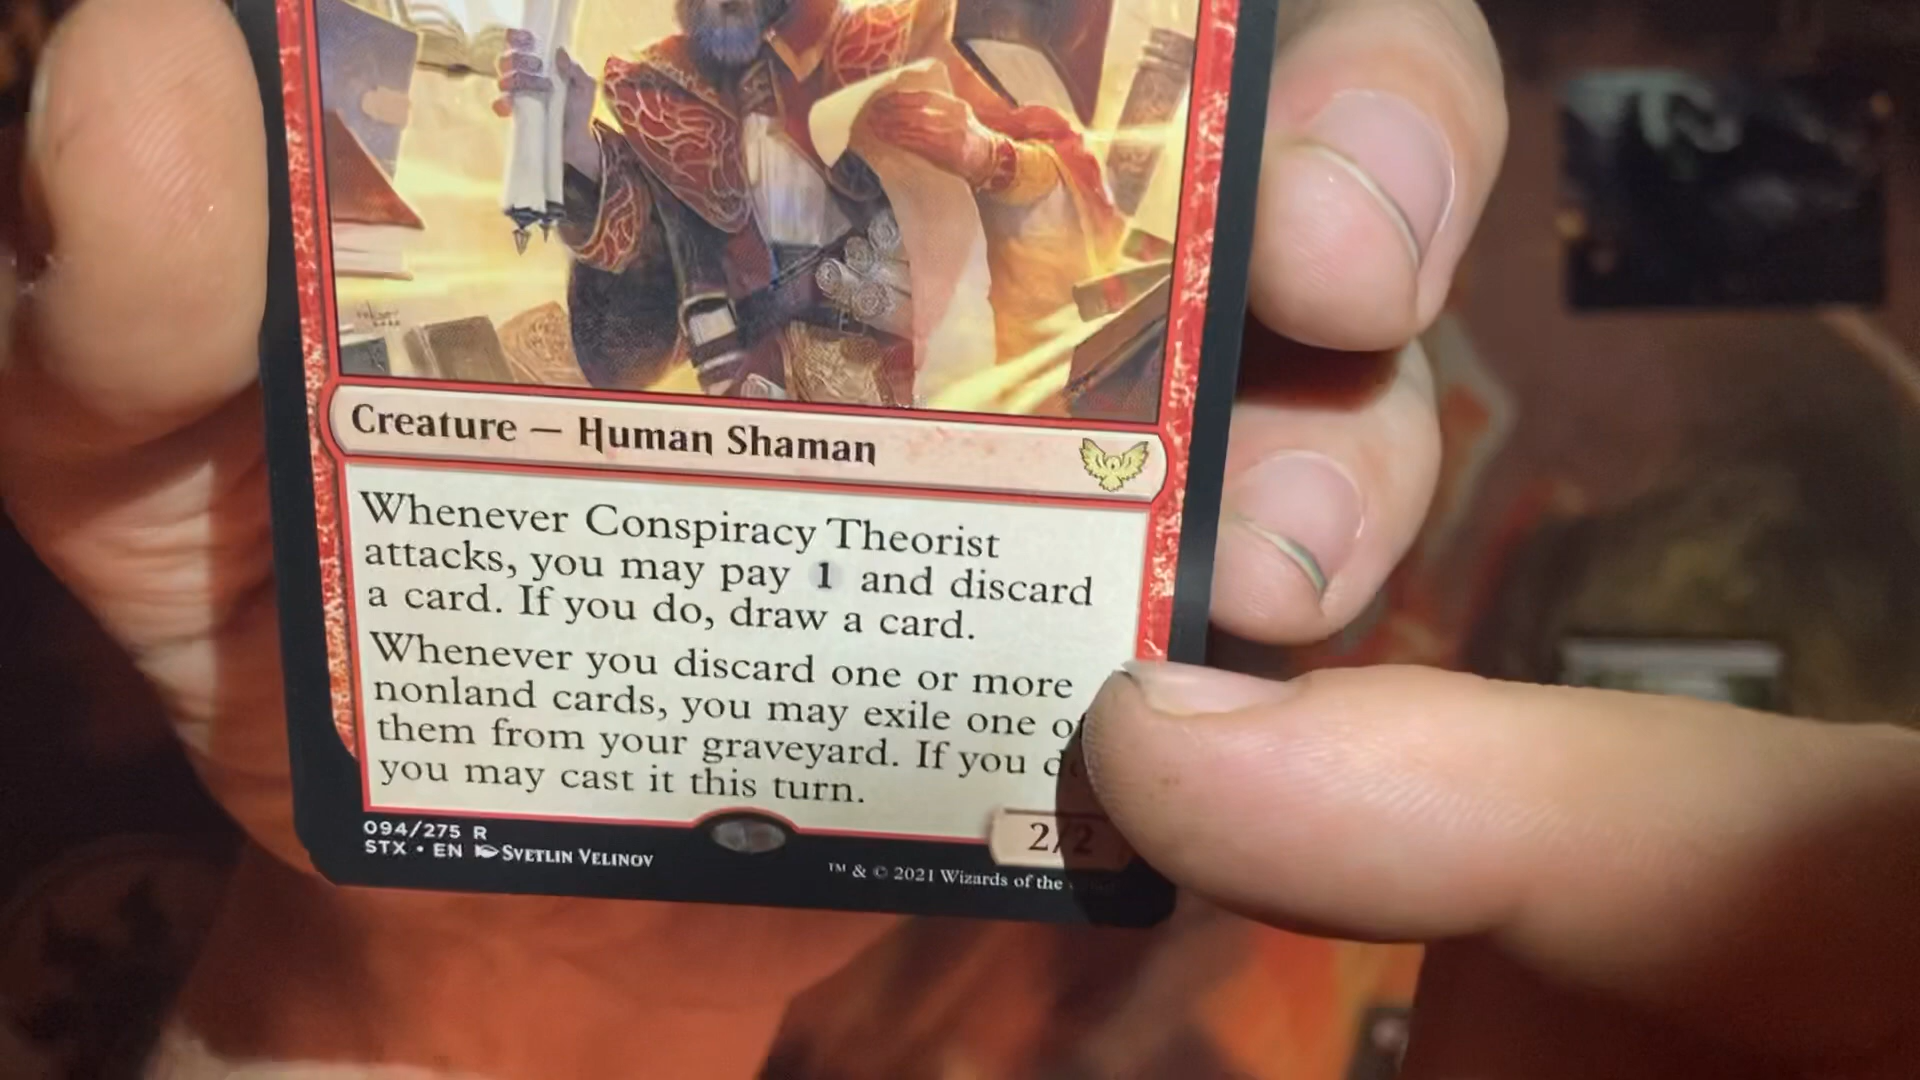 Creature — Human Shaman
Whenever Conspiracy Theorist
attacks, you may pay 1 and discard
a card. If you do, draw a card.
Whenever you discard one or more
nonland cards, you may exile one of
them from your graveyard. If you
you may cast it this turn.
094/275 R
2/2
STX • EN SVETLIN VELINOV
™ & © 2021 Wizards of the